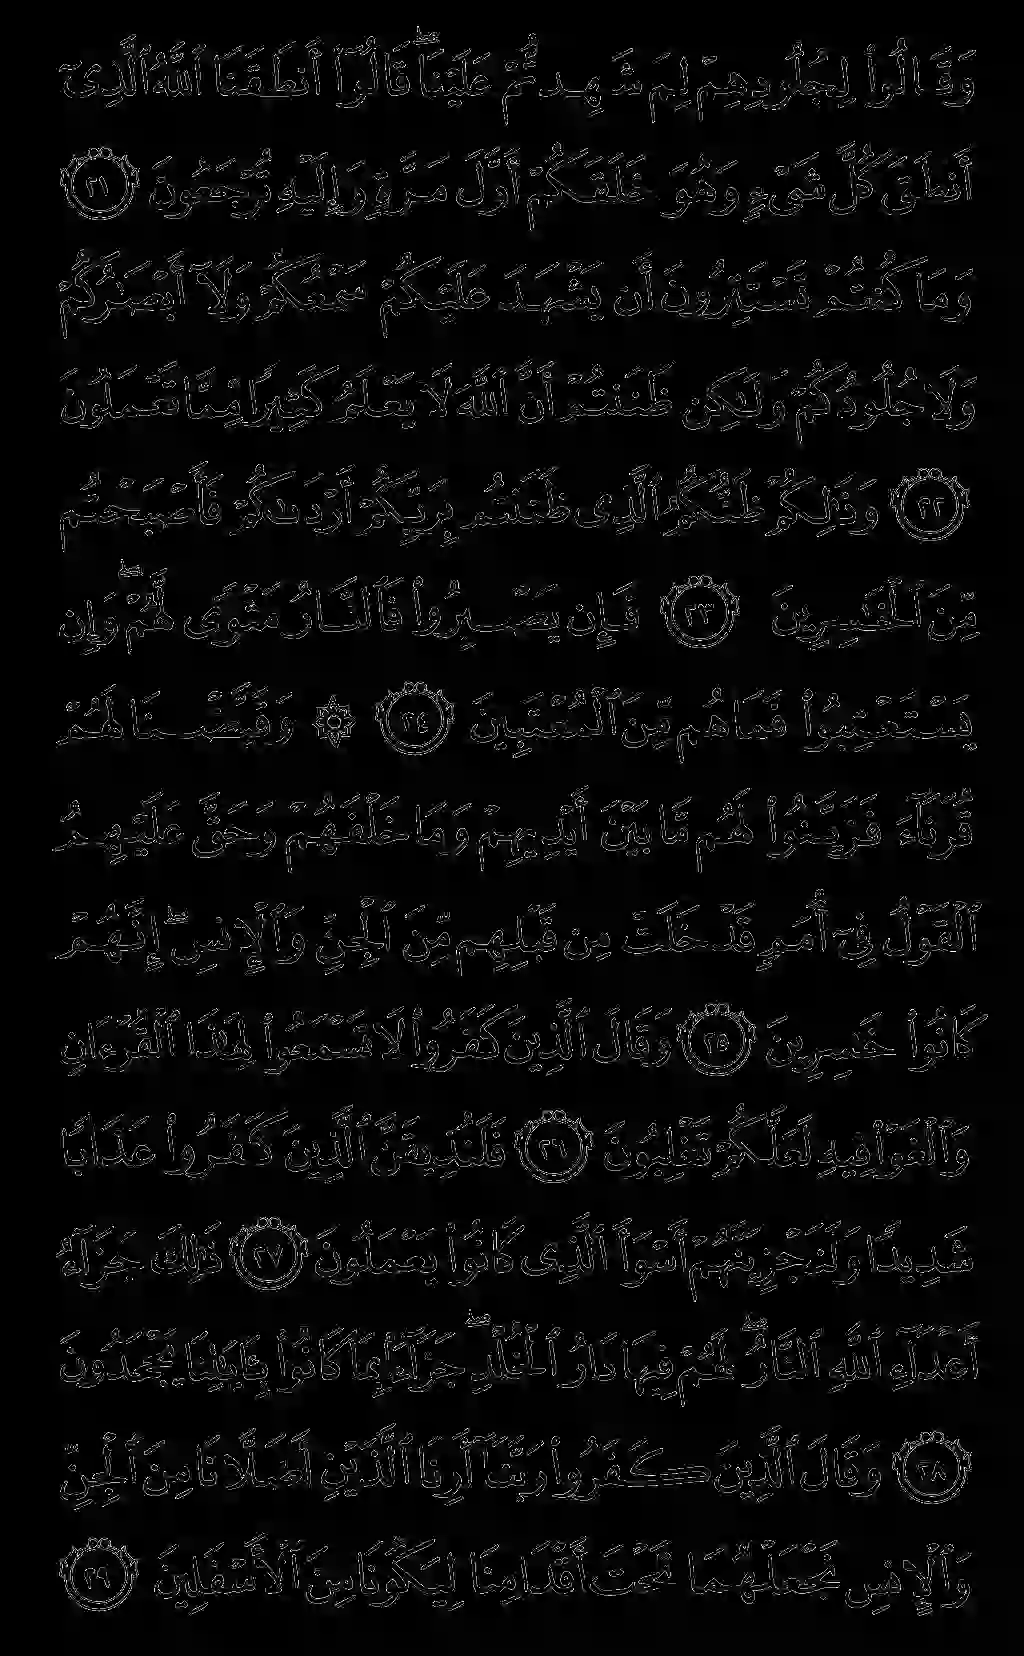 وَقَالُوا۟ لِجُلُودِهِمْ لِمَ شَهِدتُّمْ عَلَيْنَا ۖ قَالُوٓا۟ أَنطَقَنَا ٱللَّهُ ٱلَّذِىٓ
أَنطَقَ كُلَّ شَىْءٍ وَهُوَ خَلَقَكُمْ أَوَّلَ مَرَّةٍ وَإِلَيْهِ تُرْجَعُونَ ٢١
وَمَا كُنتُمْ تَسْتَتِرُونَ أَن يَشْهَدَ عَلَيْكُمْ سَمْعُكُمْ وَلَآ أَبْصَٰرُكُمْ
وَلَا جُلُودُكُمْ وَلَٰكِن ظَنَنتُمْ أَنَّ ٱللَّهَ لَا يَعْلَمُ كَثِيرًا مِّمَّا تَعْمَلُونَ
٢٢ وَذَٰلِكُمْ ظَنُّكُمُ ٱلَّذِى ظَنَنتُم بِرَبِّكُمْ أَرْدَىٰكُمْ فَأَصْبَحْتُم
مِّنَ ٱلْخَٰسِرِينَ ٢٣ فَإِن يَصْبِرُوا۟ فَٱلنَّارُ مَثْوًى لَّهُمْ ۖ وَإِن
يَسْتَعْتِبُوا۟ فَمَا هُم مِّنَ ٱلْمُعْتَبِينَ ٢٤ ۞ وَقَيَّضْنَا لَهُمْ
قُرَنَآءَ فَزَيَّنُوا۟ لَهُم مَّا بَيْنَ أَيْدِيهِمْ وَمَا خَلْفَهُمْ وَحَقَّ عَلَيْهِمُ
ٱلْقَوْلُ فِىٓ أُمَمٍ قَدْ خَلَتْ مِن قَبْلِهِم مِّنَ ٱلْجِنِّ وَٱلْإِنسِ ۖ إِنَّهُمْ
كَانُوا۟ خَٰسِرِينَ ٢٥ وَقَالَ ٱلَّذِينَ كَفَرُوا۟ لَا تَسْمَعُوا۟ لِهَٰذَا ٱلْقُرْءَانِ
وَٱلْغَوْا۟ فِيهِ لَعَلَّكُمْ تَغْلِبُونَ ٢٦ فَلَنُذِيقَنَّ ٱلَّذِينَ كَفَرُوا۟ عَذَابًا
شَدِيدًا وَلَنَجْزِيَنَّهُمْ أَسْوَأَ ٱلَّذِى كَانُوا۟ يَعْمَلُونَ ٢٧ ذَٰلِكَ جَزَآءُ
أَعْدَآءِ ٱللَّهِ ٱلنَّارُ ۖ لَهُمْ فِيهَا دَارُ ٱلْخُلْدِ ۖ جَزَآءًۢ بِمَا كَانُوا۟ بِـَٔايَٰتِنَا يَجْحَدُونَ
٢٨ وَقَالَ ٱلَّذِينَ كَفَرُوا۟ رَبَّنَآ أَرِنَا ٱلَّذَيْنِ أَضَلَّانَا مِنَ ٱلْجِنِّ
وَٱلْإِنسِ نَجْعَلْهُمَا تَحْتَ أَقْدَامِنَا لِيَكُونَا مِنَ ٱلْأَسْفَلِينَ ٢٩